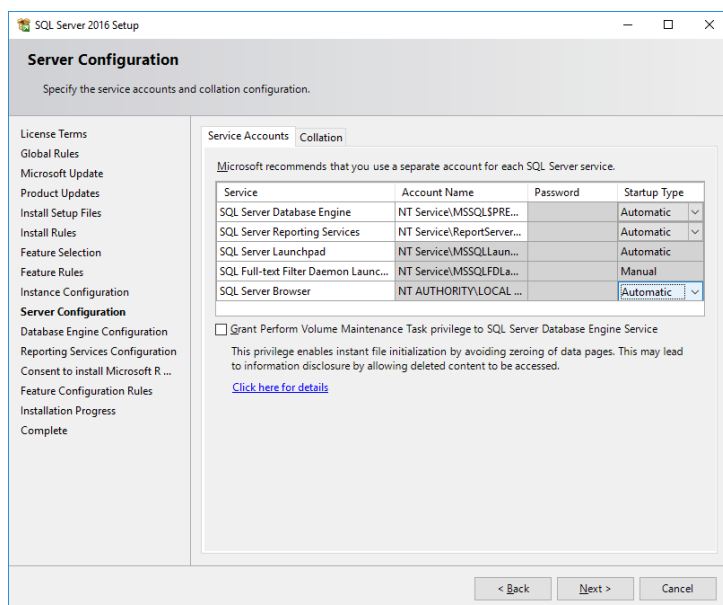 SQL Server 2016 Setup
Server Configuration
Specify the service accounts and collation configuration.
License Terms
Global Rules
Microsoft Update
Product Updates
Install Setup Files
Install Rules
Feature Selection
Feature Rules
Instance Configuration
Server Configuration
Database Engine Configuration
Reporting Services Configuration
Consent to install Microsoft R ...
Feature Configuration Rules
Installation Progress
Complete
Service Accounts Collation
Microsoft recommends that you use a separate account for each SQL Server service.
Service Account Name Password Startup Type
SQL Server Database Engine NT Service\MSSQL$PRE... Automatic
SQL Server Reporting Services NT Service\ReportServer... Automatic
SQL Server Launchpad NT Service\MSSQLLaun... Automatic
SQL Full-text Filter Daemon Launc... NT Service\MSSQLFDLa... Manual
SQL Server Browser NT AUTHORITY\LOCAL ... Automatic
Grant Perform Volume Maintenance Task privilege to SQL Server Database Engine Service
This privilege enables instant file initialization by avoiding zeroing of data pages. This may lead
to information disclosure by allowing deleted content to be accessed.
Click here for details
< Back Next > Cancel